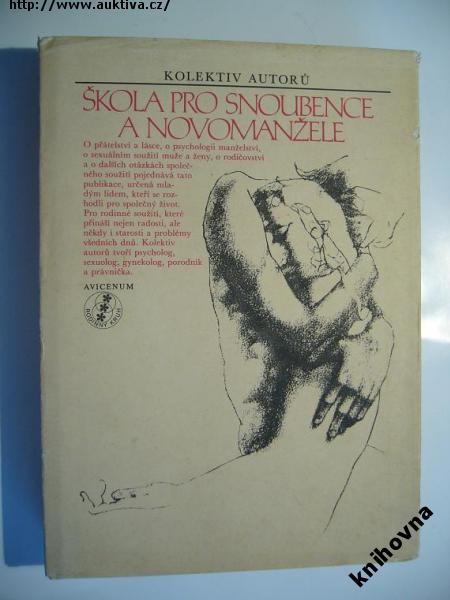 http://www.auktiva.cz/
KOLEKTIV AUTORŮ
ŠKOLA PRO SNOUBENCE
A NOVOMANŽELE
O přátelství a lásce, o psychologii manželství,
o sexuálním soužití muže a ženy, o rodičovství
a o dalších otázkách společ-
ného soužití pojednává tato
publikace, určená mla-
dým lidem, kteří se roz-
hodli pro společný život.
Pro rodinné soužití, které
přináší nejen radosti, ale
někdy i starosti a problémy
všedních dnů. Kolektiv
autorů tvoří psycholog,
sexuolog, gynekolog, porodník
a právnička.
AVICENUM
RODINNÝ KRUH
knihovna